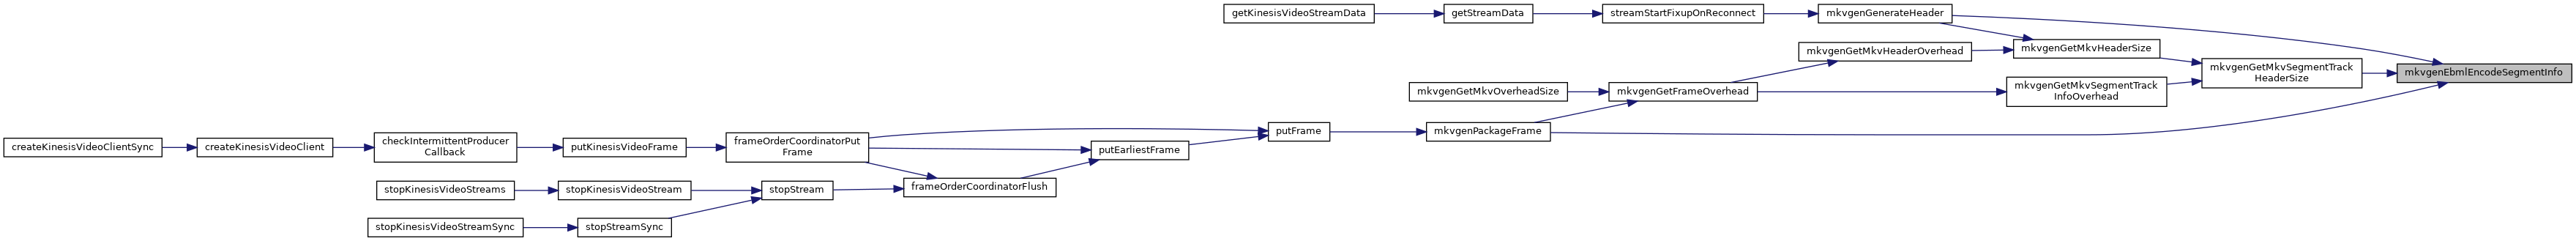 getKinesisVideoStreamData
getStreamData
streamStartFixupOnReconnect
mkvgenGenerateHeader
mkvgenGetMkvHeaderOverhead
mkvgenGetMkvHeaderSize
mkvgenGetMkvSegmentTrack
HeaderSize
mkvgenEbmlEncodeSegmentInfo
mkvgenGetMkvOverheadSize
mkvgenGetFrameOverhead
mkvgenGetMkvSegmentTrack
InfoOverhead
createKinesisVideoClientSync
createKinesisVideoClient
checkIntermittentProducer
Callback
putKinesisVideoFrame
frameOrderCoordinatorPut
Frame
putEarliestFrame
putFrame
mkvgenPackageFrame
stopKinesisVideoStreams
stopKinesisVideoStream
stopStream
frameOrderCoordinatorFlush
stopKinesisVideoStreamSync
stopStreamSync